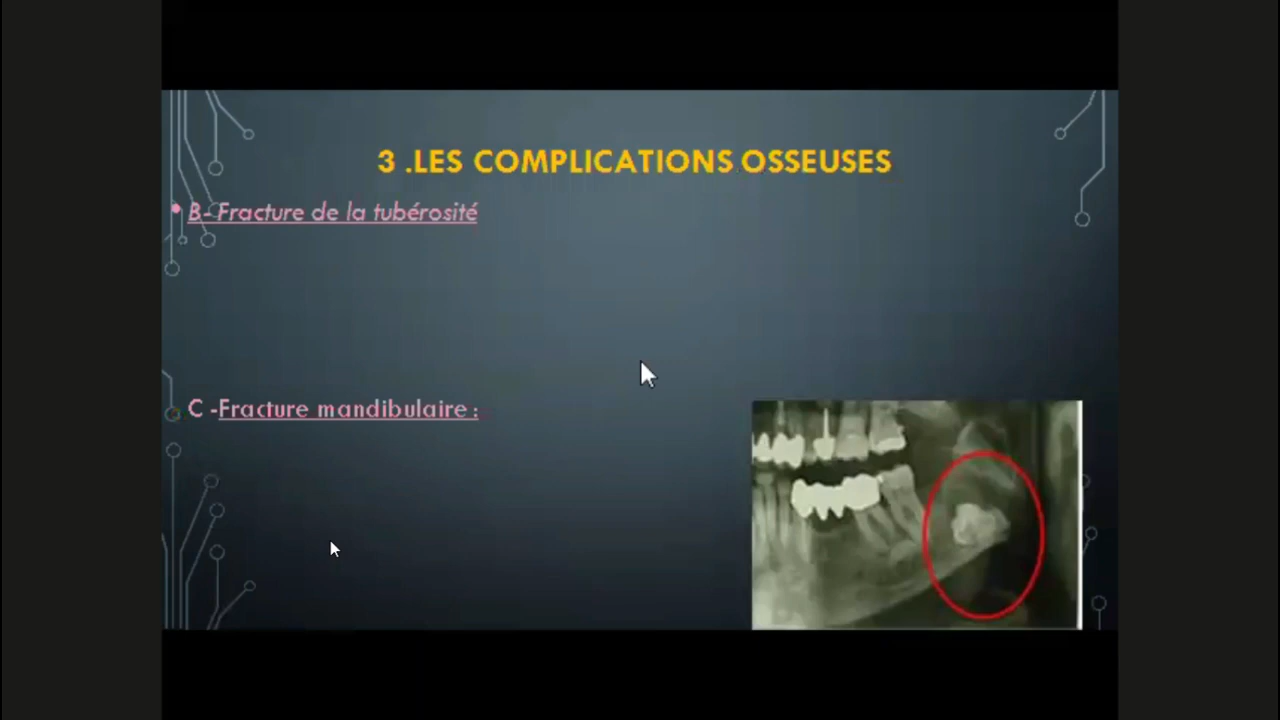 3 .LES COMPLICATIONS OSSEUSES
• B- Fracture de la tubérosité
C -Fracture mandibulaire :